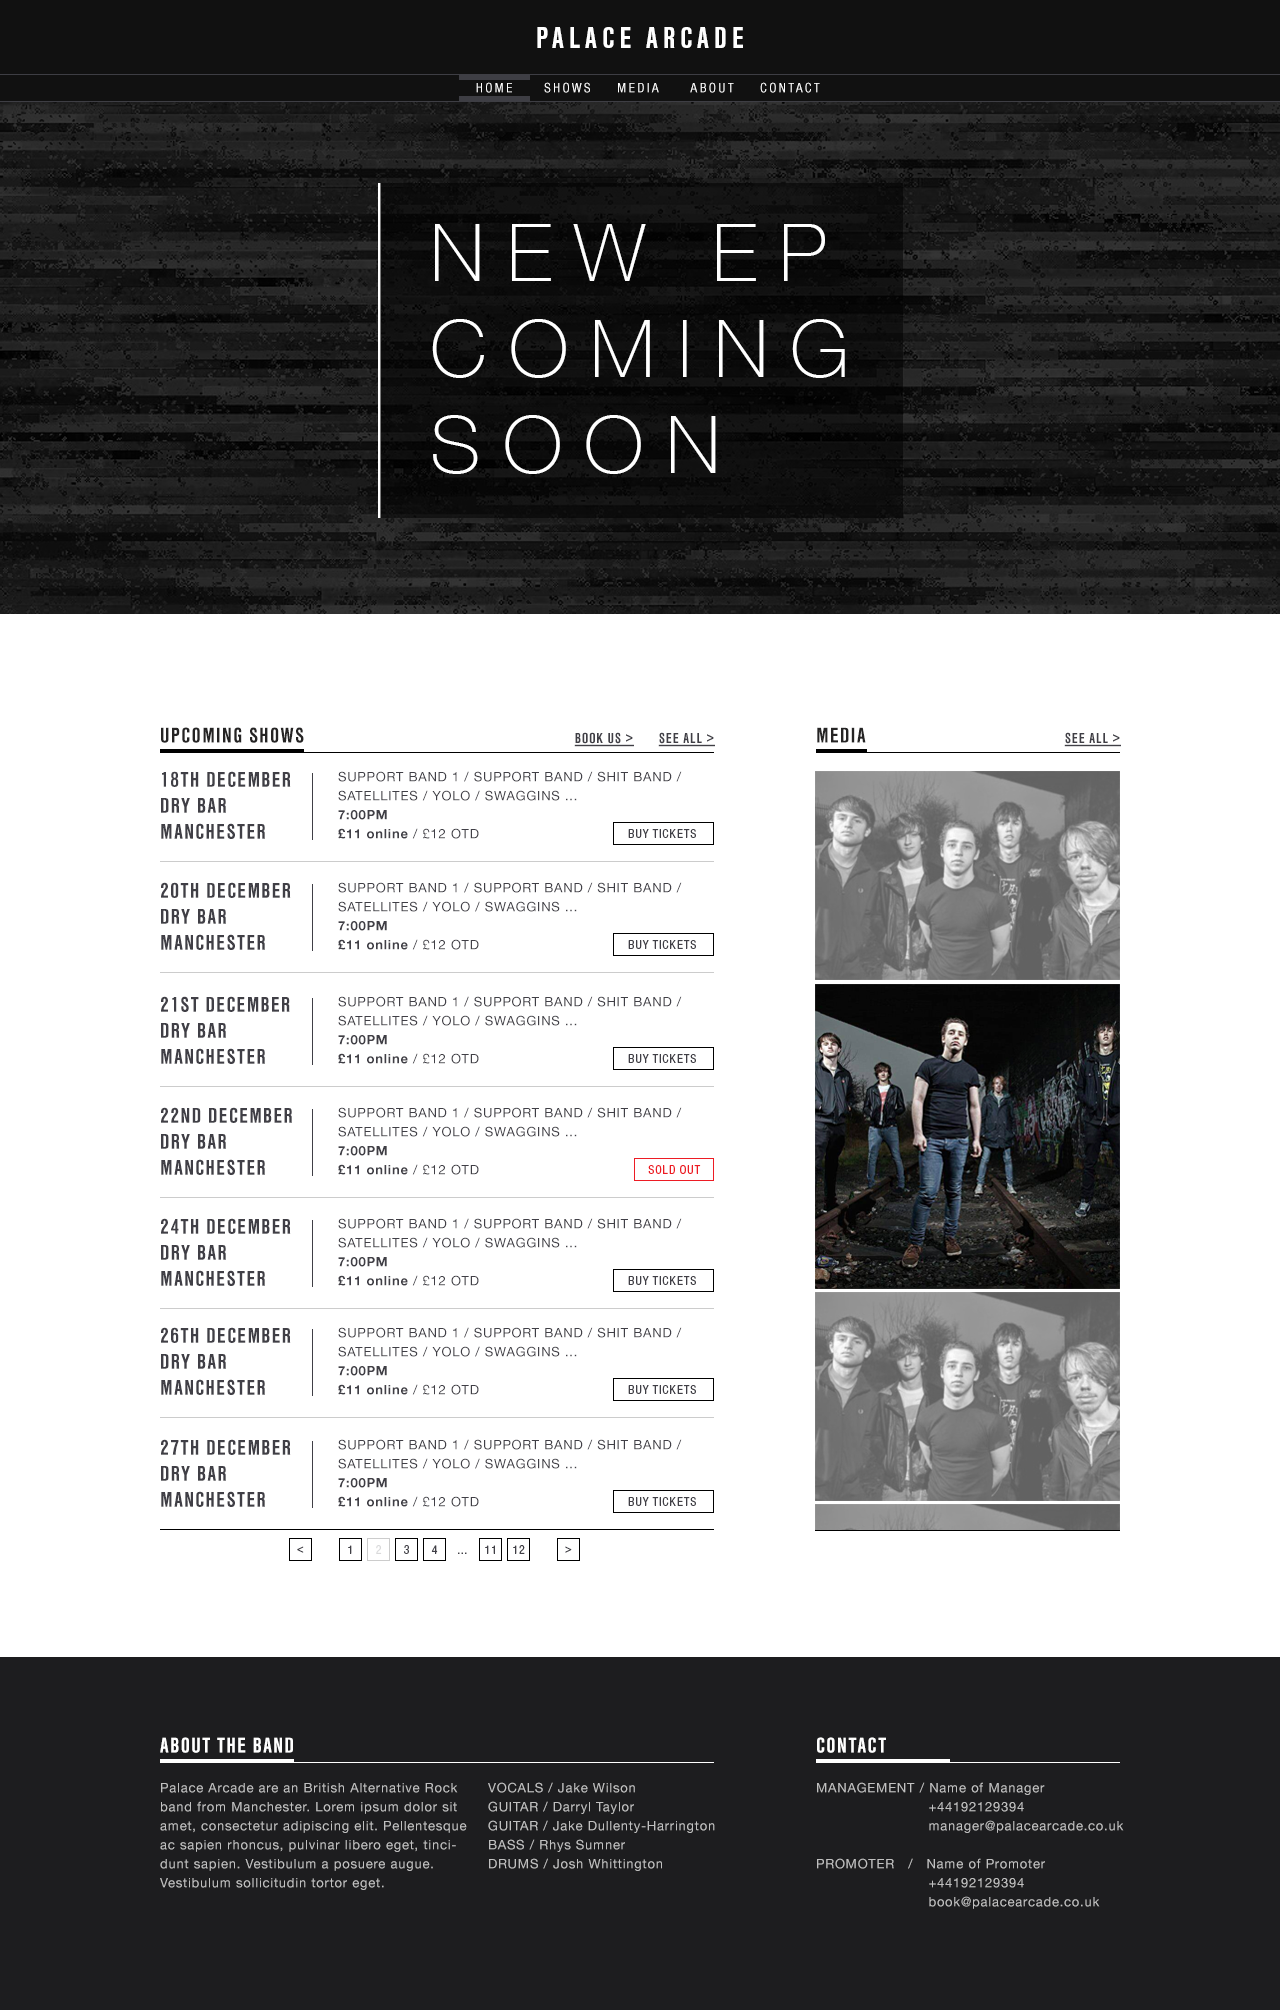 PALACE ARCADE
HOME SHOWS MEDIA ABOUT CONTACT
NEW EP
COMING
SOON
UPCOMING SHOWS BOOK US > SEE ALL >
18TH DECEMBER
DRY BAR
MANCHESTER
SUPPORT BAND 1 / SUPPORT BAND / SHIT BAND /
SATELLITES / YOLO / SWAGGINS ...
7:00PM
£11 online / £12 OTD
BUY TICKETS
20TH DECEMBER
DRY BAR
MANCHESTER
SUPPORT BAND 1 / SUPPORT BAND / SHIT BAND /
SATELLITES / YOLO / SWAGGINS ...
7:00PM
£11 online / £12 OTD
BUY TICKETS
21ST DECEMBER
DRY BAR
MANCHESTER
SUPPORT BAND 1 / SUPPORT BAND / SHIT BAND /
SATELLITES / YOLO / SWAGGINS ...
7:00PM
£11 online / £12 OTD
BUY TICKETS
22ND DECEMBER
DRY BAR
MANCHESTER
SUPPORT BAND 1 / SUPPORT BAND / SHIT BAND /
SATELLITES / YOLO / SWAGGINS ...
7:00PM
£11 online / £12 OTD
SOLD OUT
24TH DECEMBER
DRY BAR
MANCHESTER
SUPPORT BAND 1 / SUPPORT BAND / SHIT BAND /
SATELLITES / YOLO / SWAGGINS ...
7:00PM
£11 online / £12 OTD
BUY TICKETS
26TH DECEMBER
DRY BAR
MANCHESTER
SUPPORT BAND 1 / SUPPORT BAND / SHIT BAND /
SATELLITES / YOLO / SWAGGINS ...
7:00PM
£11 online / £12 OTD
BUY TICKETS
27TH DECEMBER
DRY BAR
MANCHESTER
SUPPORT BAND 1 / SUPPORT BAND / SHIT BAND /
SATELLITES / YOLO / SWAGGINS ...
7:00PM
£11 online / £12 OTD
BUY TICKETS
< 1 2 3 4 ... 11 12 >
MEDIA SEE ALL >
ABOUT THE BAND
Palace Arcade are an British Alternative Rock
band from Manchester. Lorem ipsum dolor sit
amet, consectetur adipiscing elit. Pellentesque
ac sapien rhoncus, pulvinar libero eget, tinci-
dunt sapien. Vestibulum a posuere augue.
Vestibulum sollicitudin tortor eget.
VOCALS / Jake Wilson
GUITAR / Darryl Taylor
GUITAR / Jake Dullenty-Harrington
BASS / Rhys Sumner
DRUMS / Josh Whittington
CONTACT
MANAGEMENT / Name of Manager
+44192129394
manager@palacearcade.co.uk
PROMOTER / Name of Promoter
+44192129394
book@palacearcade.co.uk